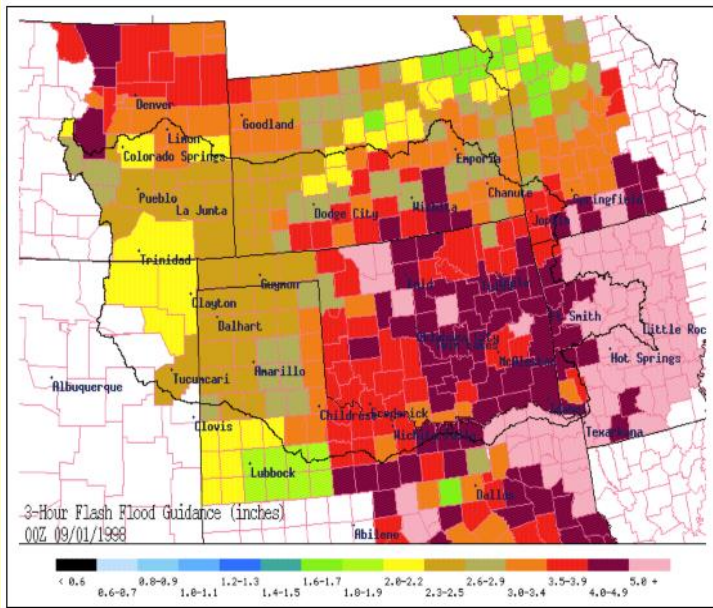 Denver
Limon
Goodland
Colorado Springs
Emporia
Pueblo
La Junta
Dodge City
Wichita
Chanute
Springfield
Joplin
Trinidad
Guymon
Enid
Clayton
Dalhart
Ft Smith
Little Roc
Amarillo
McAlester
Hot Springs
Albuquerque
Tucumcari
Clovis
Childress
Frederick
Texarkana
Lubbock
Dallas
Abilene
3-Hour Flash Flood Guidance (inches)
00Z 09/01/1998
< 0.6 0.8-0.9 1.2-1.3 1.6-1.7 2.0-2.2 2.6-2.9 3.5-3.9 5.0 +
0.6-0.7 1.0-1.1 1.4-1.5 1.8-1.9 2.3-2.5 3.0-3.4 4.0-4.9